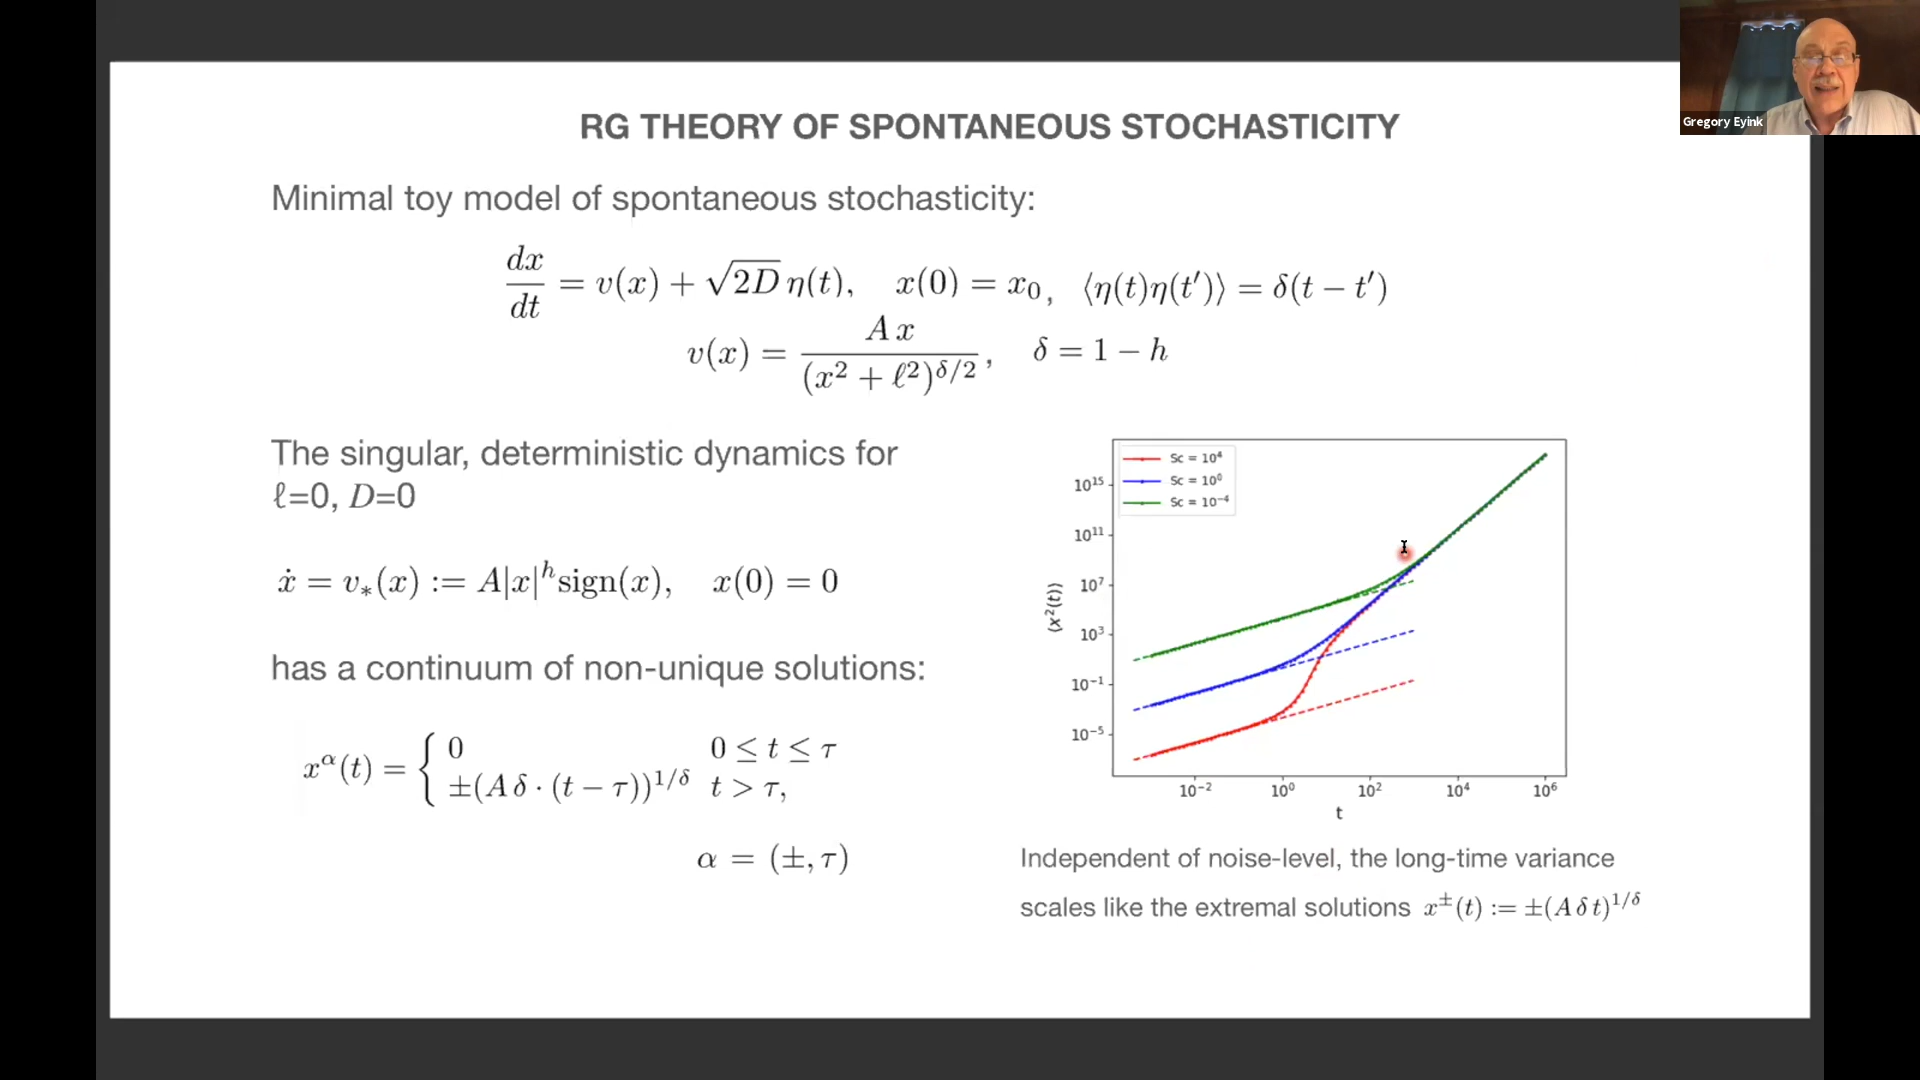 Gregory Eyink
RG THEORY OF SPONTANEOUS STOCHASTICITY
Minimal toy model of spontaneous stochasticity:
dx/dt = v(x) + √2D η(t), x(0) = x₀, ⟨η(t)η(t′)⟩ = δ(t − t′)
v(x) = A x/(x² + ℓ²)^{δ/2}, δ = 1 − h
The singular, deterministic dynamics for
ℓ=0, D=0
ẋ = v∗(x) := A|x|^h sign(x), x(0) = 0
has a continuum of non-unique solutions:
x^α(t) = { 0 0 ≤ t ≤ τ
±(A δ · (t − τ))^{1/δ} t > τ,
α = (±, τ)
Sc = 10⁴
Sc = 10⁰
Sc = 10⁻⁴
10¹⁵
10¹¹
10⁷
10³
10⁻¹
10⁻⁵
⟨x²(t)⟩
10⁻² 10⁰ 10² 10⁴ 10⁶
t
Independent of noise-level, the long-time variance
scales like the extremal solutions x^±(t) := ±(A δ t)^{1/δ}